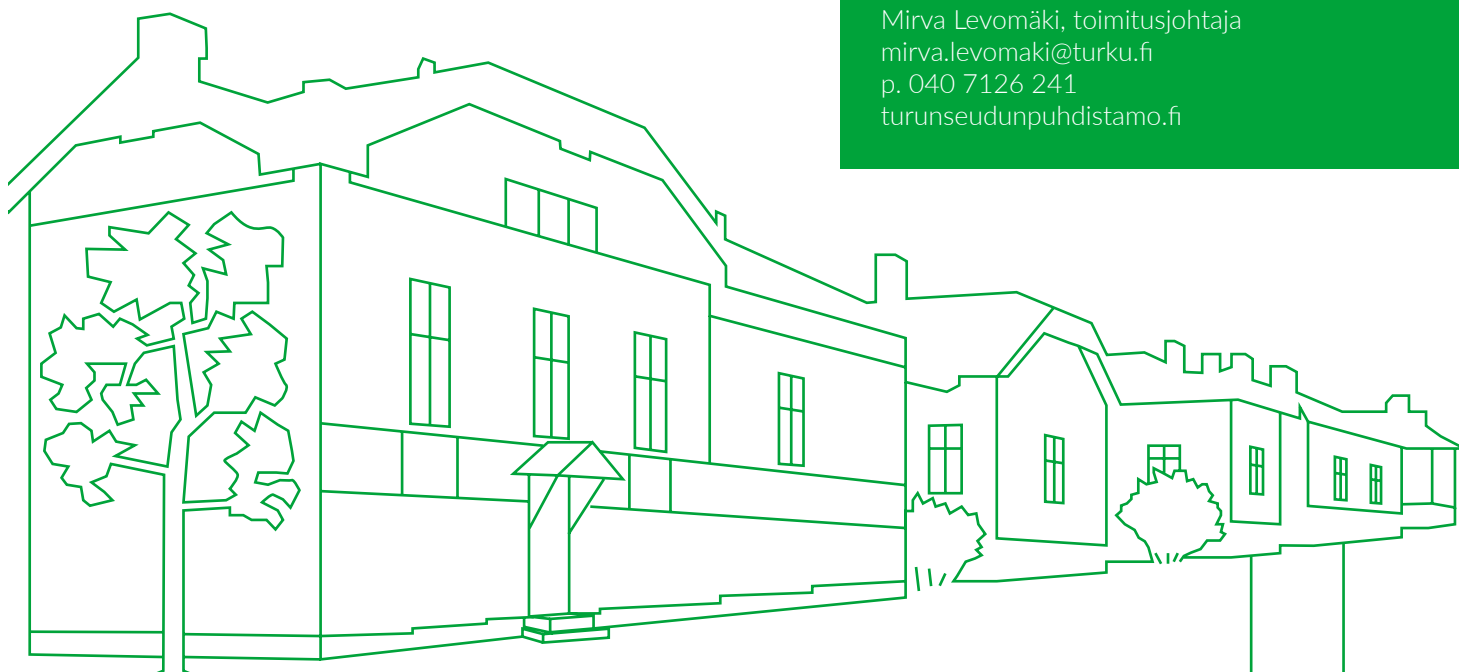 Mirva Levomäki, toimitusjohtaja
mirva.levomaki@turku.fi
p. 040 7126 241
turunseudunpuhdistamo.fi